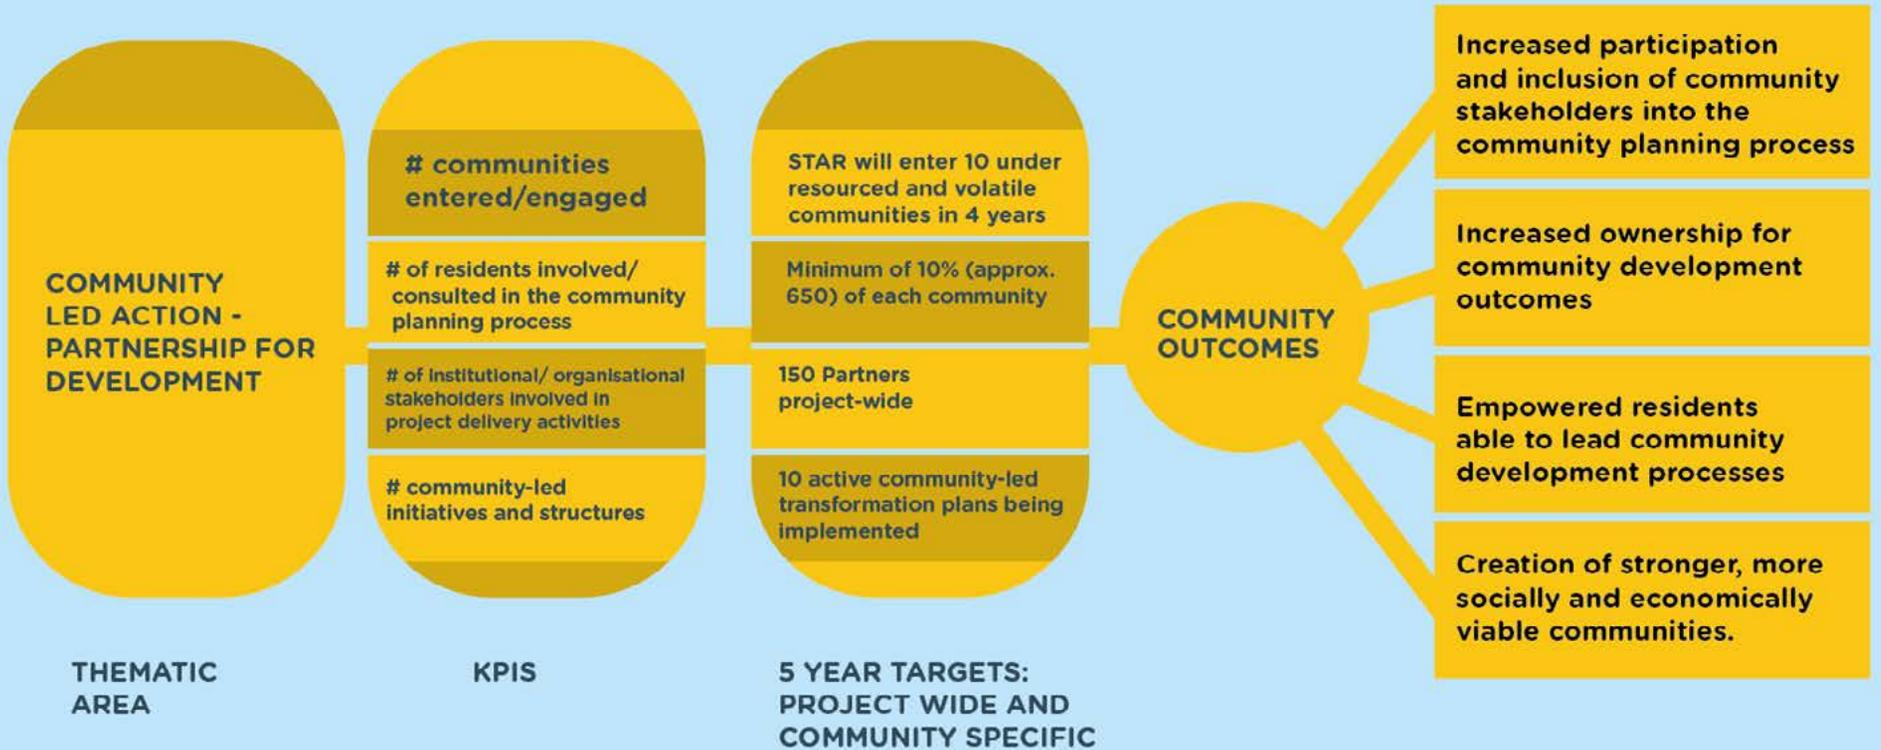 COMMUNITY
LED ACTION -
PARTNERSHIP FOR
DEVELOPMENT
THEMATIC
AREA
# communities
entered/engaged
# of residents involved/
consulted in the community
planning process
# of institutional/ organisational
stakeholders involved in
project delivery activities
# community-led
initiatives and structures
KPIS
STAR will enter 10 under
resourced and volatile
communities in 4 years
Minimum of 10% (approx.
650) of each community
150 Partners
project-wide
10 active community-led
transformation plans being
implemented
5 YEAR TARGETS:
PROJECT WIDE AND
COMMUNITY SPECIFIC
COMMUNITY
OUTCOMES
Increased participation
and inclusion of community
stakeholders into the
community planning process
Increased ownership for
community development
outcomes
Empowered residents
able to lead community
development processes
Creation of stronger, more
socially and economically
viable communities.